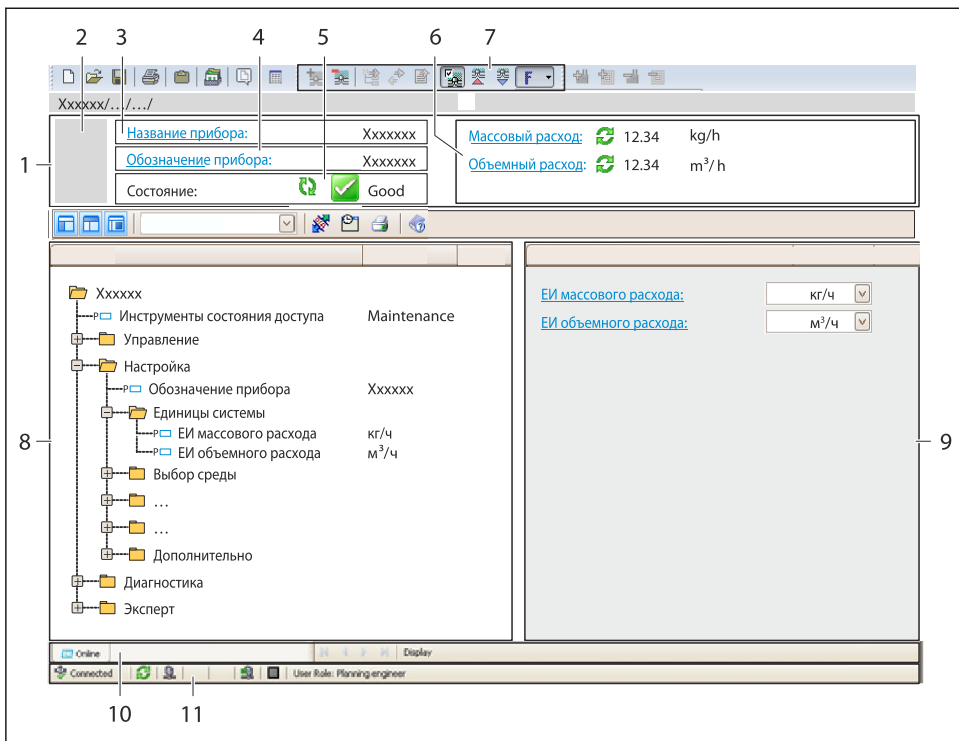 2 3 4 5 6 7
F
Xxxxxx/.../.../
1
Название прибора: Xxxxxxx
Обозначение прибора: Xxxxxxx
Состояние: Good
Массовый расход: 12.34 kg/h
Объемный расход: 12.34 m³/h
8
Xxxxxx
P Инструменты состояния доступа Maintenance
Управление
Настройка
P Обозначение прибора Xxxxxx
Единицы системы
P ЕИ массового расхода кг/ч
P ЕИ объемного расхода м³/ч
Выбор среды
...
...
Дополнительно
Диагностика
Эксперт
ЕИ массового расхода: кг/ч
ЕИ объемного расхода: м³/ч
9
Online Display
Connected User Role: Planning engineer
10 11